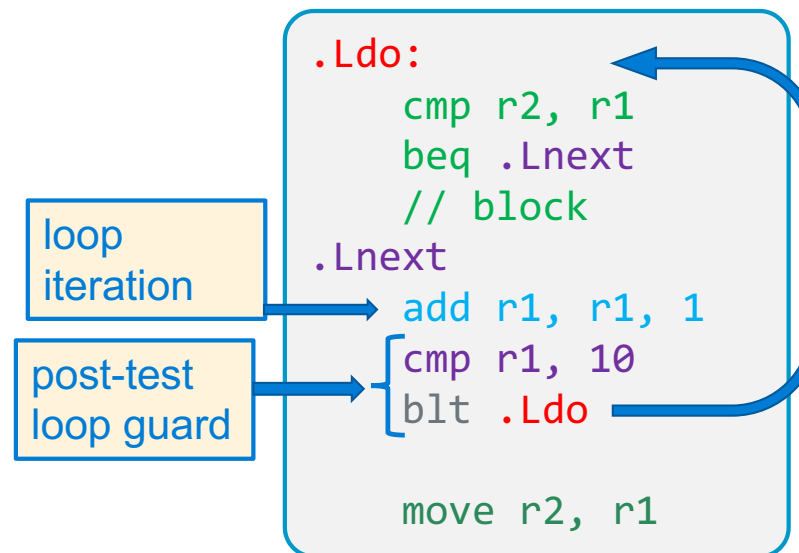 .Ldo:
cmp r2, r1
beq .Lnext
// block
loop
iteration
.Lnext
add r1, r1, 1
post-test
loop guard
cmp r1, 10
blt .Ldo
move r2, r1